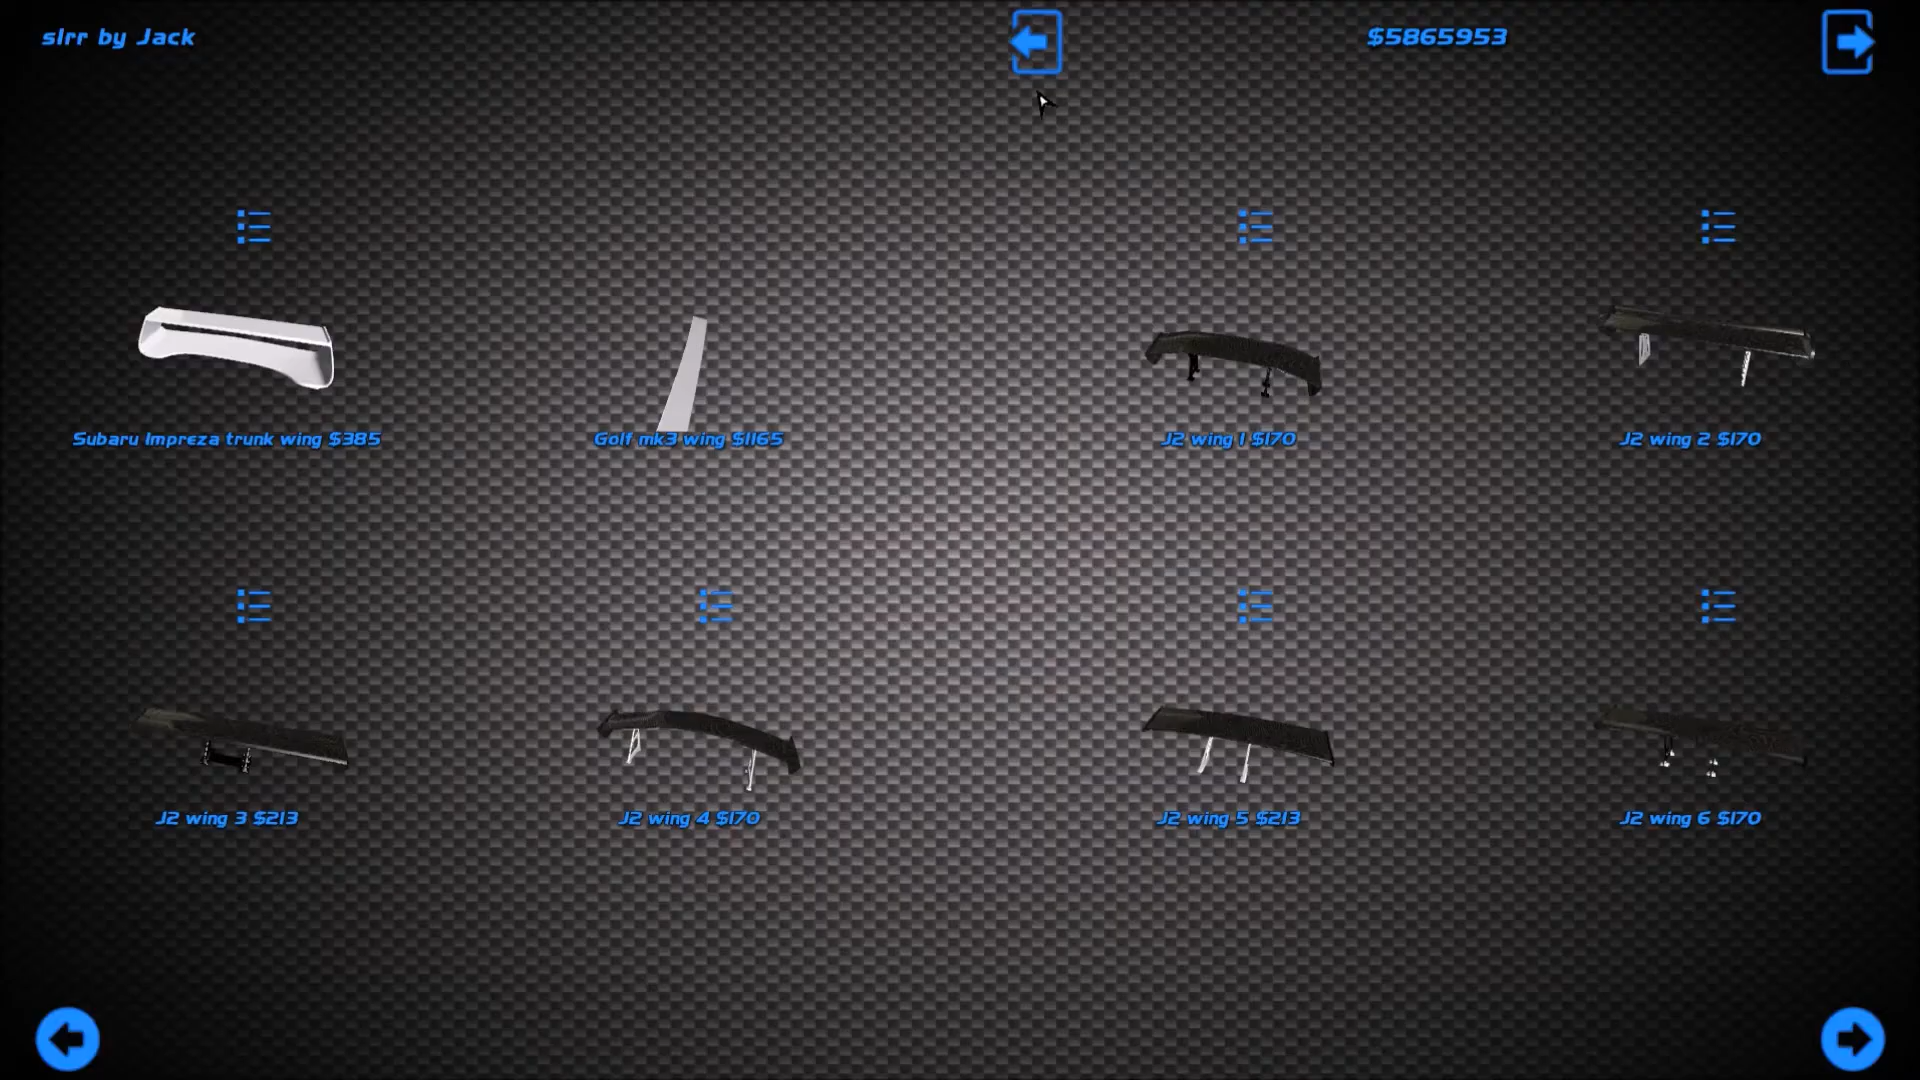 slrr by Jack
$5865953
Subaru Impreza trunk wing $385
Golf mk3 wing $1165
J2 wing 1 $170
J2 wing 2 $170
J2 wing 3 $213
J2 wing 4 $170
J2 wing 5 $213
J2 wing 6 $170